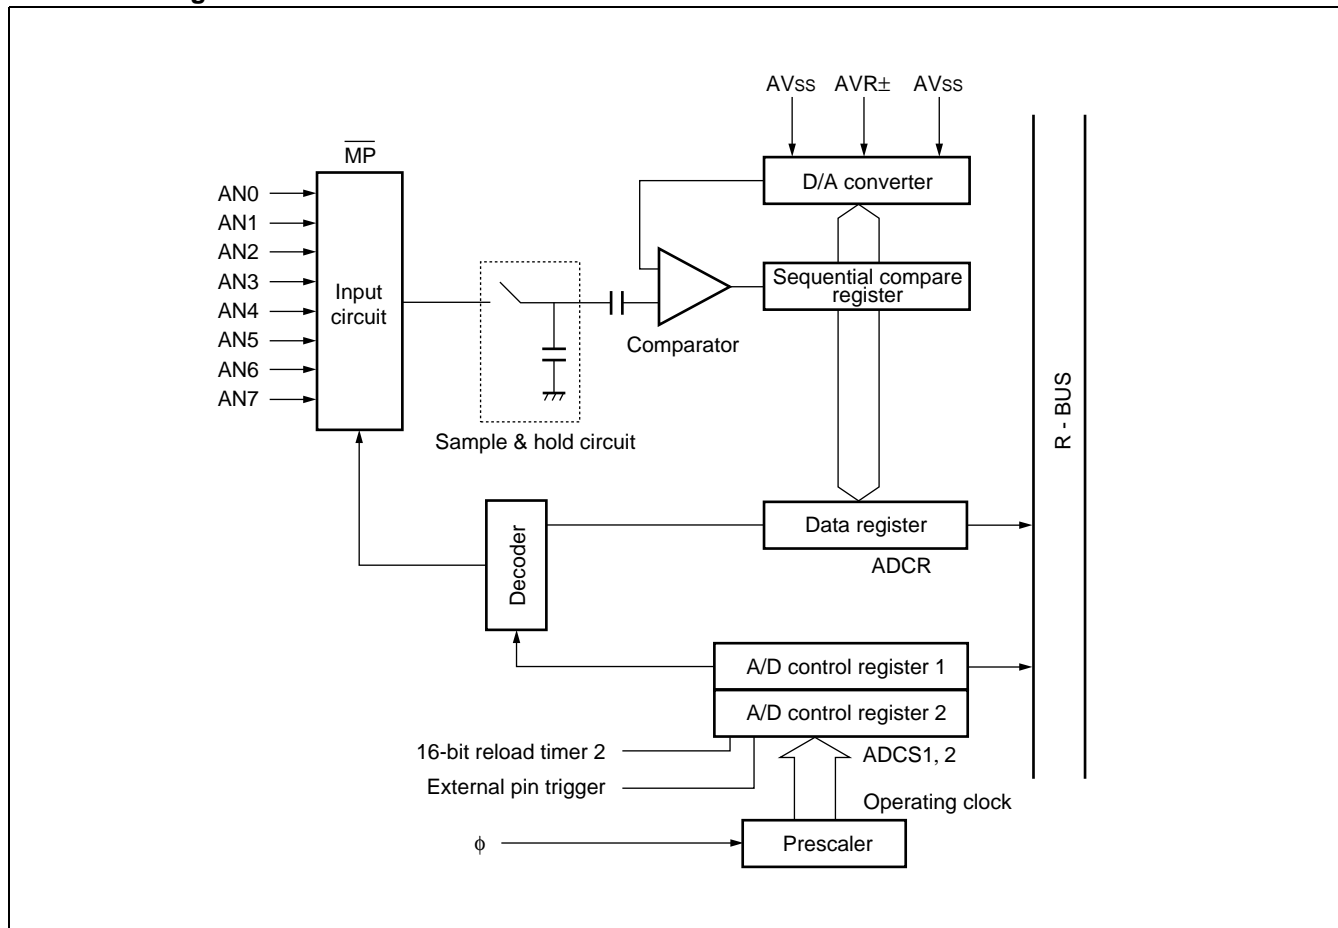 AVss AVR± AVss
MP
D/A converter
AN0
AN1
AN2
AN3
AN4
AN5
AN6
AN7
Input
circuit
Sequential compare
register
Comparator
Sample & hold circuit
R - BUS
Decoder
Data register
ADCR
A/D control register 1
A/D control register 2
16-bit reload timer 2
ADCS1, 2
External pin trigger
Operating clock
ϕ
Prescaler